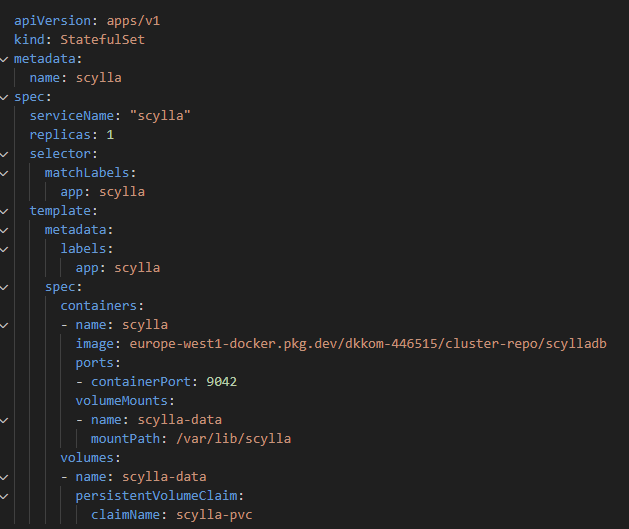 apiVersion: apps/v1
kind: StatefulSet
metadata:
  name: scylla
spec:
  serviceName: "scylla"
  replicas: 1
  selector:
    matchLabels:
      app: scylla
  template:
    metadata:
      labels:
        app: scylla
    spec:
      containers:
      - name: scylla
        image: europe-west1-docker.pkg.dev/dkkom-446515/cluster-repo/scylladb
        ports:
        - containerPort: 9042
        volumeMounts:
        - name: scylla-data
          mountPath: /var/lib/scylla
      volumes:
      - name: scylla-data
        persistentVolumeClaim:
          claimName: scylla-pvc